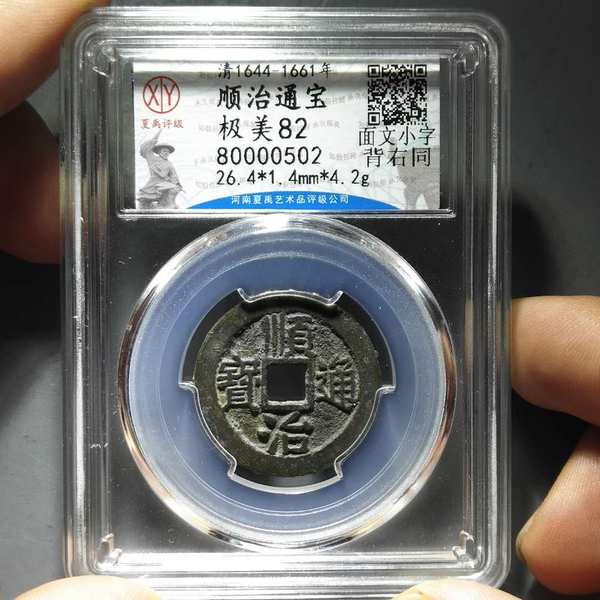 清1644-1661年
顺治通宝
极美82
80000502
26.4*1.4mm*4.2g
面文小字
背右同
XY
夏禹评级
河南夏禹艺术品评级公司
順治通寶